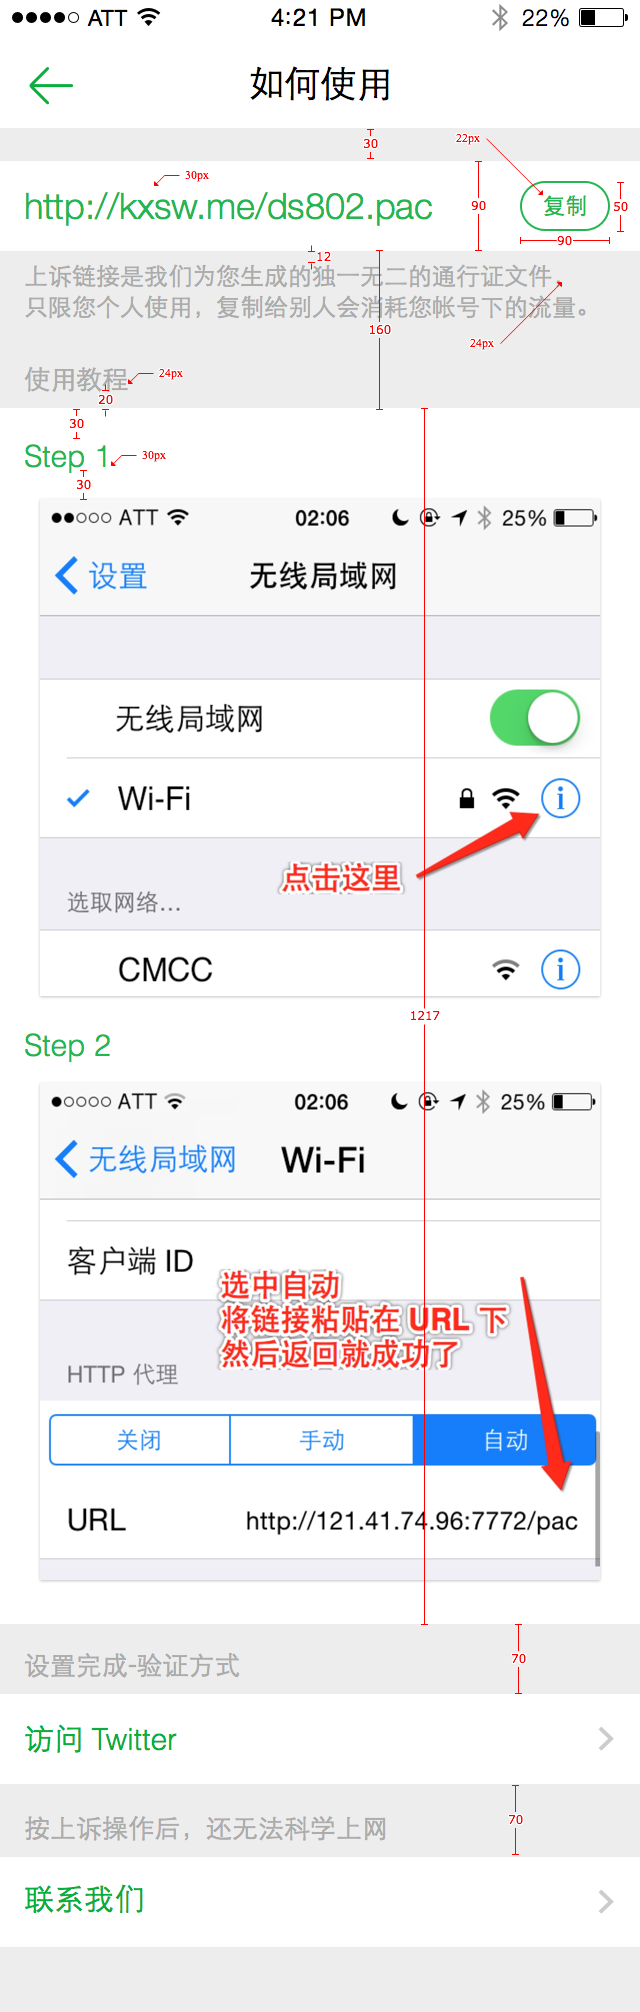 ATT 4:21 PM 22%
如何使用
30
22px
30px
http://kxsw.me/ds802.pac
90
复制
50
90
12
上诉链接是我们为您生成的独一无二的通行证文件,
只限您个人使用，复制给别人会消耗您帐号下的流量。
160
24px
使用教程
24px
20
30
Step 1
30px
30
ATT 02:06 25%
设置 无线局域网
无线局域网
Wi-Fi
点击这里
选取网络...
CMCC
1217
Step 2
ATT 02:06 25%
无线局域网 Wi-Fi
客户端 ID
选中自动
将链接粘贴在 URL 下
然后返回就成功了
HTTP 代理
关闭 手动 自动
URL http://121.41.74.96:7772/pac
设置完成-验证方式
70
访问 Twitter
70
按上诉操作后，还无法科学上网
联系我们